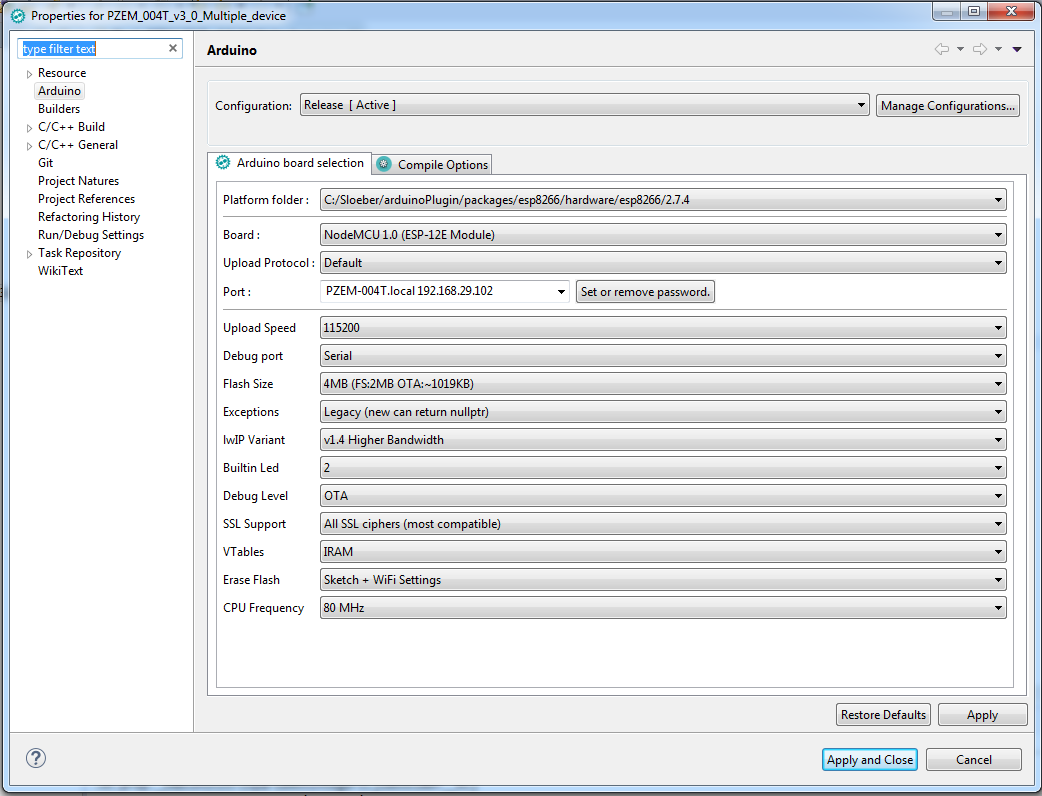 Properties for PZEM_004T_v3_0_Multiple_device
type filter text
Resource
Arduino
Builders
C/C++ Build
C/C++ General
Git
Project Natures
Project References
Refactoring History
Run/Debug Settings
Task Repository
WikiText
Arduino
Configuration: Release [ Active ] Manage Configurations...
Arduino board selection Compile Options
Platform folder : C:/Sloeber/arduinoPlugin/packages/esp8266/hardware/esp8266/2.7.4
Board : NodeMCU 1.0 (ESP-12E Module)
Upload Protocol : Default
Port : PZEM-004T.local 192.168.29.102 Set or remove password.
Upload Speed 115200
Debug port Serial
Flash Size 4MB (FS:2MB OTA:~1019KB)
Exceptions Legacy (new can return nullptr)
lwIP Variant v1.4 Higher Bandwidth
Builtin Led 2
Debug Level OTA
SSL Support All SSL ciphers (most compatible)
VTables IRAM
Erase Flash Sketch + WiFi Settings
CPU Frequency 80 MHz
Restore Defaults Apply
? Apply and Close Cancel